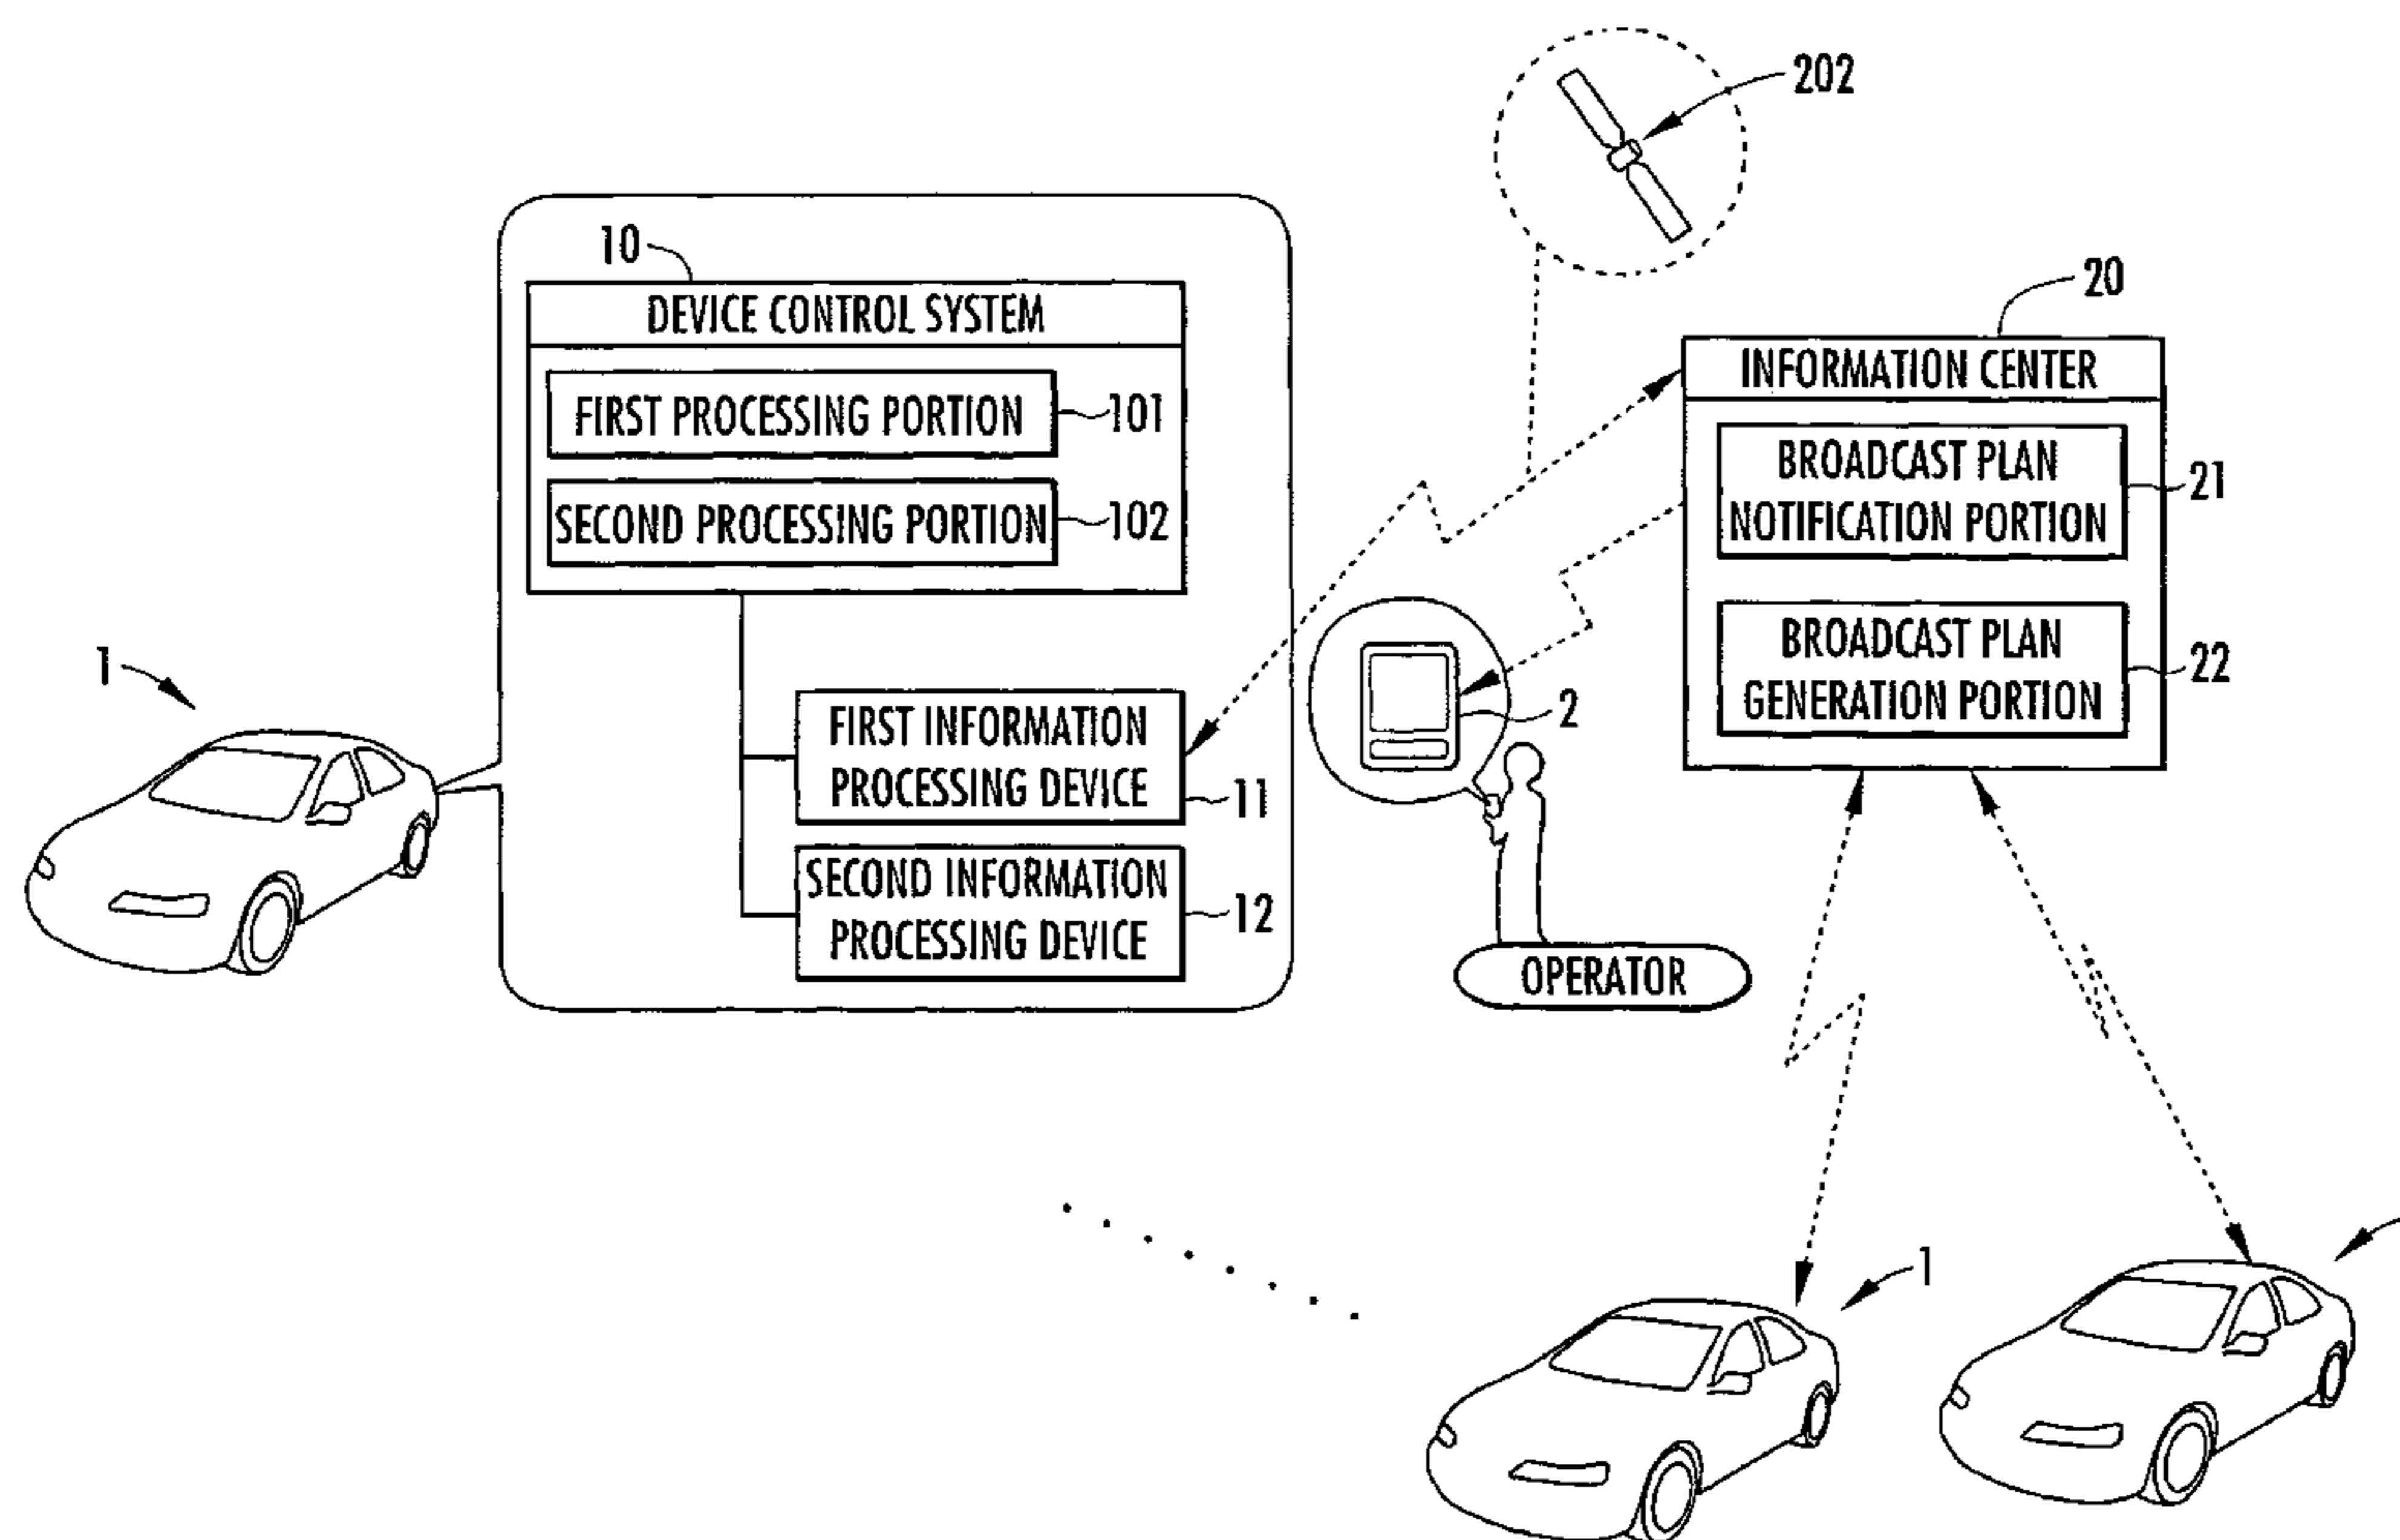 202
10
DEVICE CONTROL SYSTEM
FIRST PROCESSING PORTION
101
SECOND PROCESSING PORTION
102
20
INFORMATION CENTER
BROADCAST PLAN
NOTIFICATION PORTION
21
BROADCAST PLAN
GENERATION PORTION
22
1
FIRST INFORMATION
PROCESSING DEVICE
11
SECOND INFORMATION
PROCESSING DEVICE
12
2
OPERATOR
1